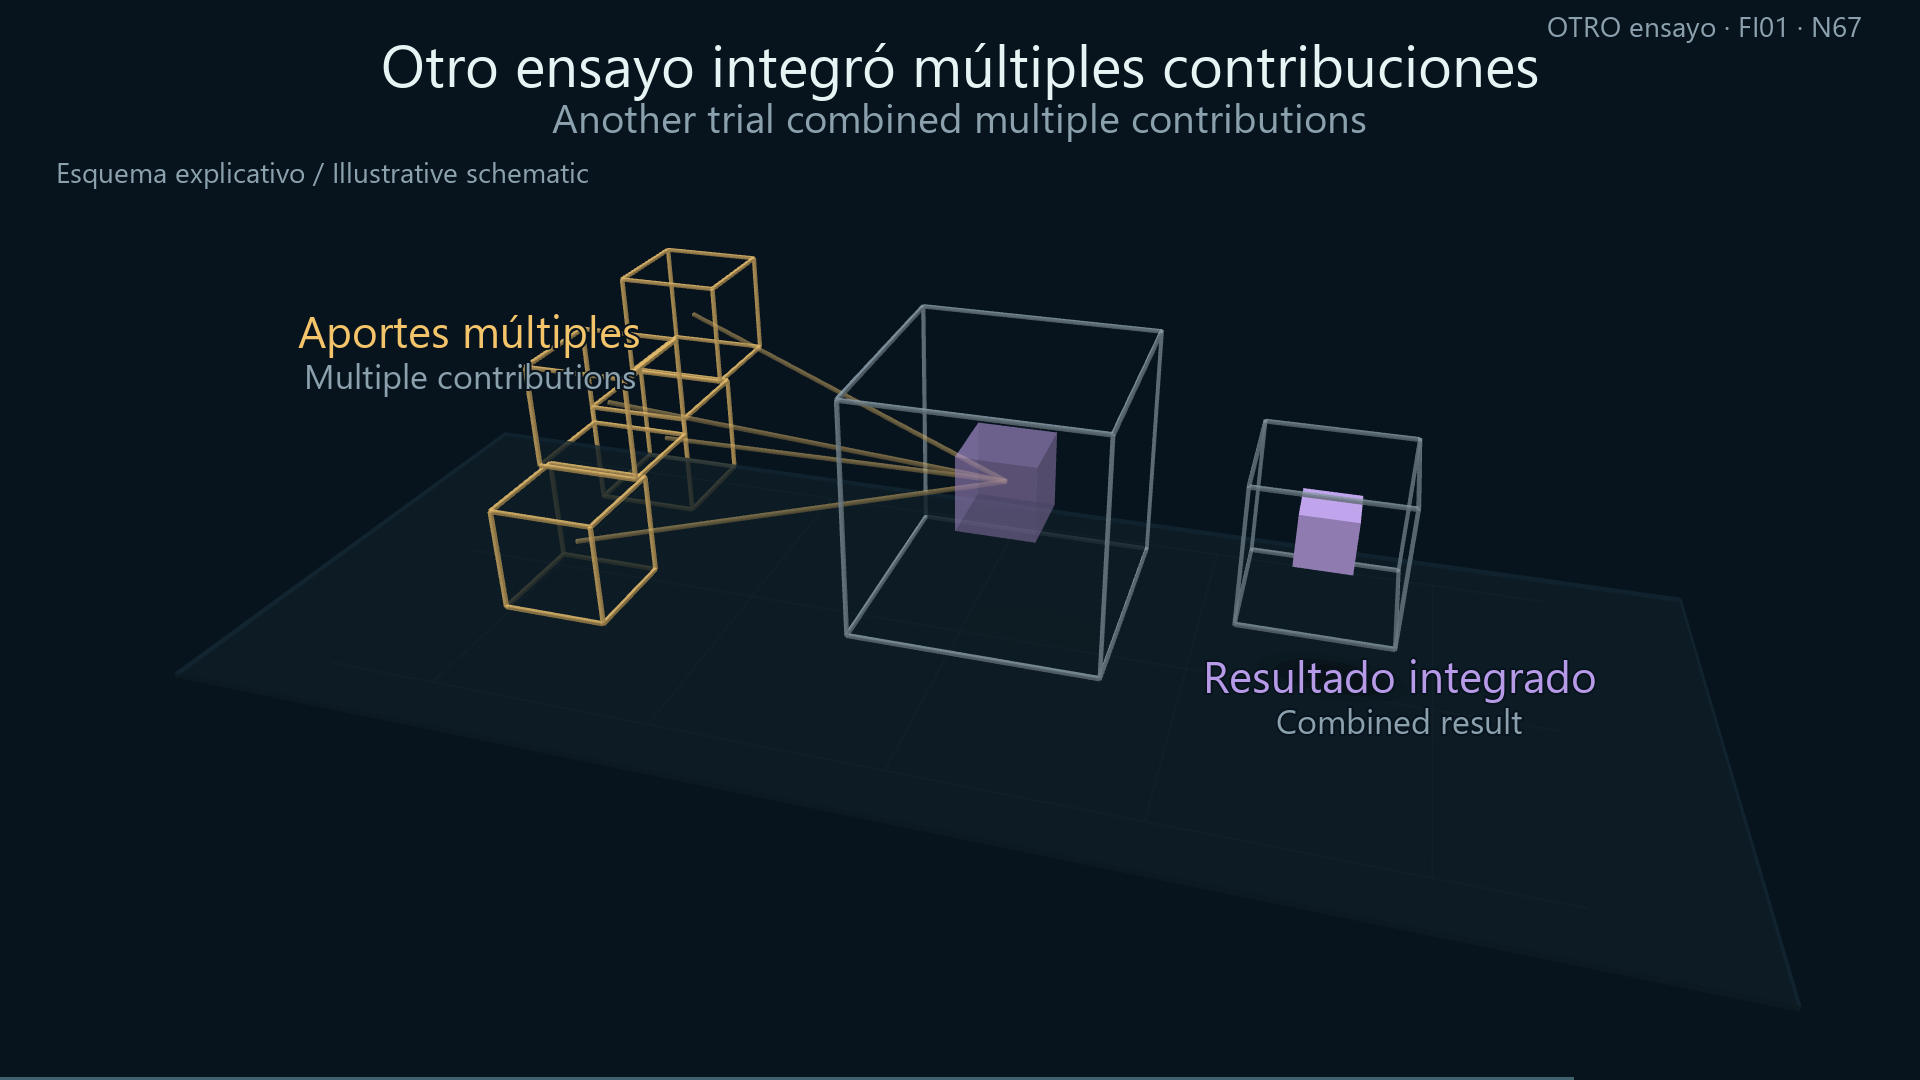 OTRO ensayo · FI01 · N67
Otro ensayo integró múltiples contribuciones
Another trial combined multiple contributions
Esquema explicativo / Illustrative schematic
Aportes múltiples
Multiple contributions
Resultado integrado
Combined result